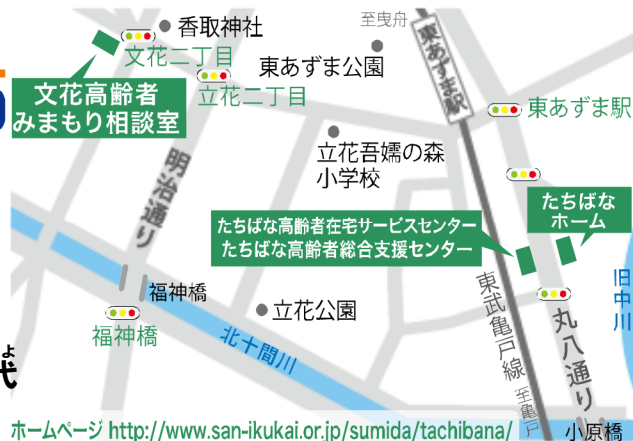 至曳舟
香取神社
文花二丁目
東あずま公園
東あずま駅
立花二丁目
文花高齢者
みまもり相談室
東あずま駅
立花吾嬬の森
小学校
明治通り
たちばな
ホーム
たちばな高齢者在宅サービスセンター
たちばな高齢者総合支援センター
旧中川
福神橋
立花公園
東武亀戸線
丸八通り
福神橋
北十間川
至亀戸
小原橋
ホームページ http://www.san-ikukai.or.jp/sumida/tachibana/